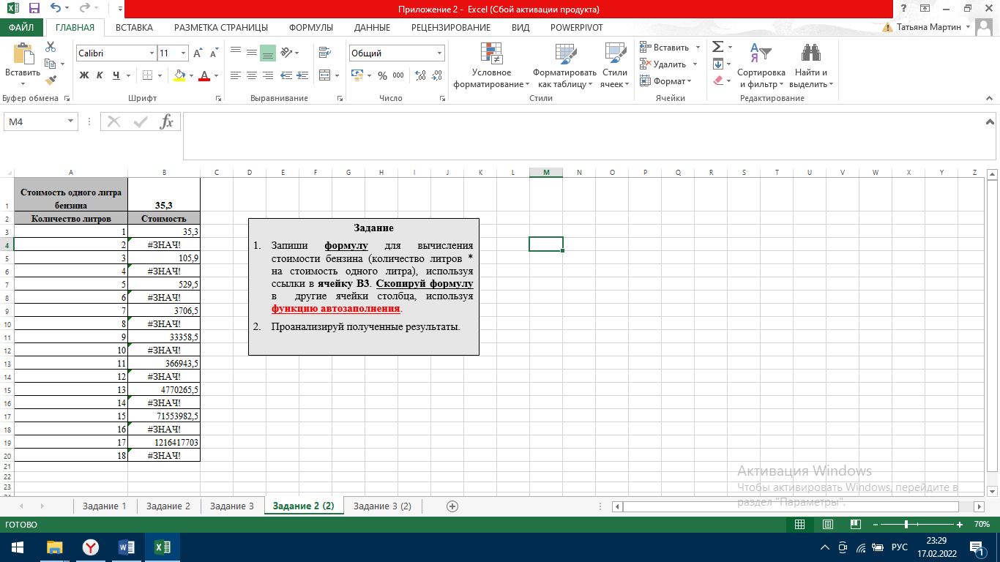 Приложение 2 - Excel (Сбой активации продукта)
ФАЙЛ ГЛАВНАЯ ВСТАВКА РАЗМЕТКА СТРАНИЦЫ ФОРМУЛЫ ДАННЫЕ РЕЦЕНЗИРОВАНИЕ ВИД POWERPIVOT Татьяна Мартин
Вставить
Calibri 11
Ж К Ч А
Общий
% 000
Условное форматирование
Форматировать как таблицу
Стили ячеек
Вставить
Удалить
Формат
Сортировка и фильтр
Найти и выделить
Буфер обмена Шрифт Выравнивание Число Стили Ячейки Редактирование
M4 fx
A B C D E F G H I J K L M N O P Q R S T U V W X Y Z
Стоимость одного литра
1 бензина 35,3
2 Количество литров Стоимость
3 1 35,3
4 2 #ЗНАЧ!
5 3 105,9
6 4 #ЗНАЧ!
7 5 529,5
8 6 #ЗНАЧ!
9 7 3706,5
10 8 #ЗНАЧ!
11 9 33358,5
12 10 #ЗНАЧ!
13 11 366943,5
14 12 #ЗНАЧ!
15 13 4770265,5
16 14 #ЗНАЧ!
17 15 71553982,5
18 16 #ЗНАЧ!
19 17 1216417703
20 18 #ЗНАЧ!
21
22
23
Задание
1. Запиши формулу для вычисления
стоимости бензина (количество литров *
на стоимость одного литра), используя
ссылки в ячейку В3. Скопируй формулу
в другие ячейки столбца, используя
функцию автозаполнения.
2. Проанализируй полученные результаты.
Активация Windows
Чтобы активировать Windows, перейдите в
раздел "Параметры".
Задание 1 Задание 2 Задание 3 Задание 2 (2) Задание 3 (2)
ГОТОВО 70%
РУС
23:29
17.02.2022
1